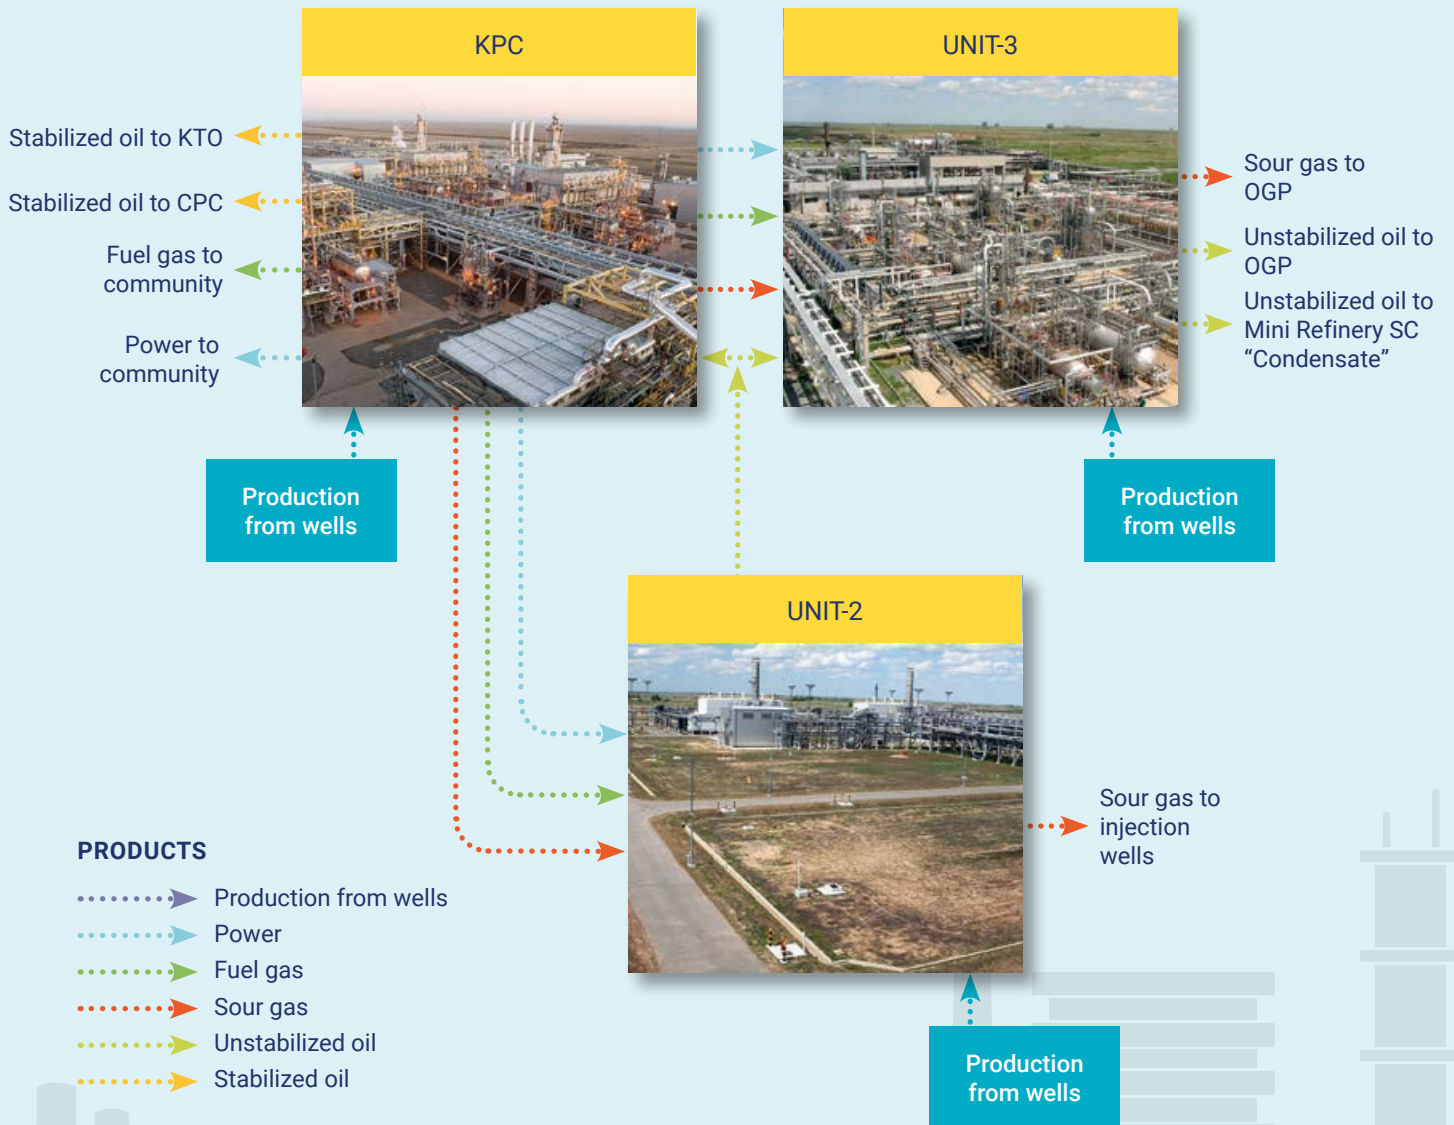 KPC
UNIT-3
Stabilized oil to KTO
Stabilized oil to CPC
Fuel gas to
community
Power to
community
Sour gas to
OGP
Unstabilized oil to
OGP
Unstabilized oil to
Mini Refinery SC
“Condensate”
Production
from wells
Production
from wells
UNIT-2
Sour gas to
injection
wells
PRODUCTS
Production from wells
Power
Fuel gas
Sour gas
Unstabilized oil
Stabilized oil
Production
from wells